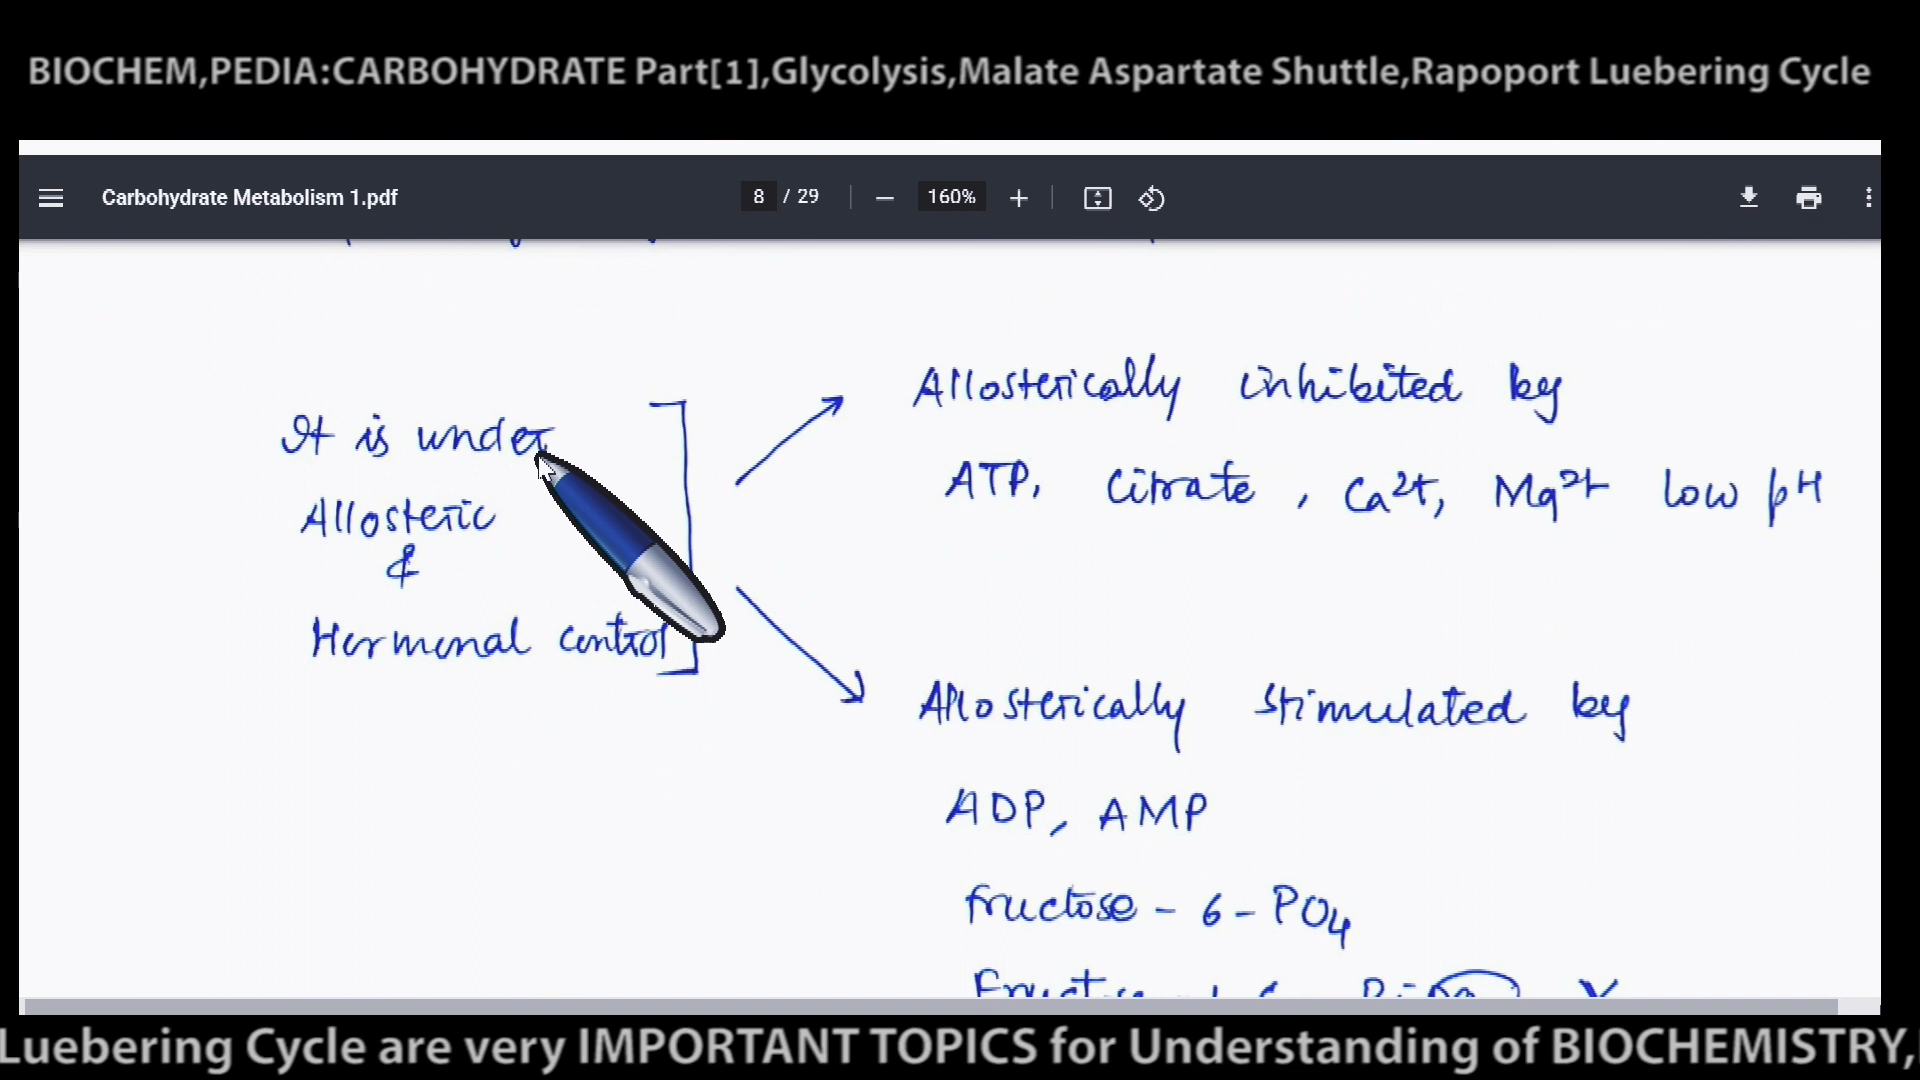 BIOCHEM,PEDIA:CARBOHYDRATE Part[1],Glycolysis,Malate Aspartate Shuttle,Rapoport Luebering Cycle
Carbohydrate Metabolism 1.pdf 8 / 29 160%
It is under
Allosteric
&
Hormonal control
Allosterically inhibited by
ATP, Citrate, Ca2+, Mg2+ low pH
Allosterically stimulated by
ADP, AMP
fructose - 6 - PO4
Luebering Cycle are very IMPORTANT TOPICS for Understanding of BIOCHEMISTRY,